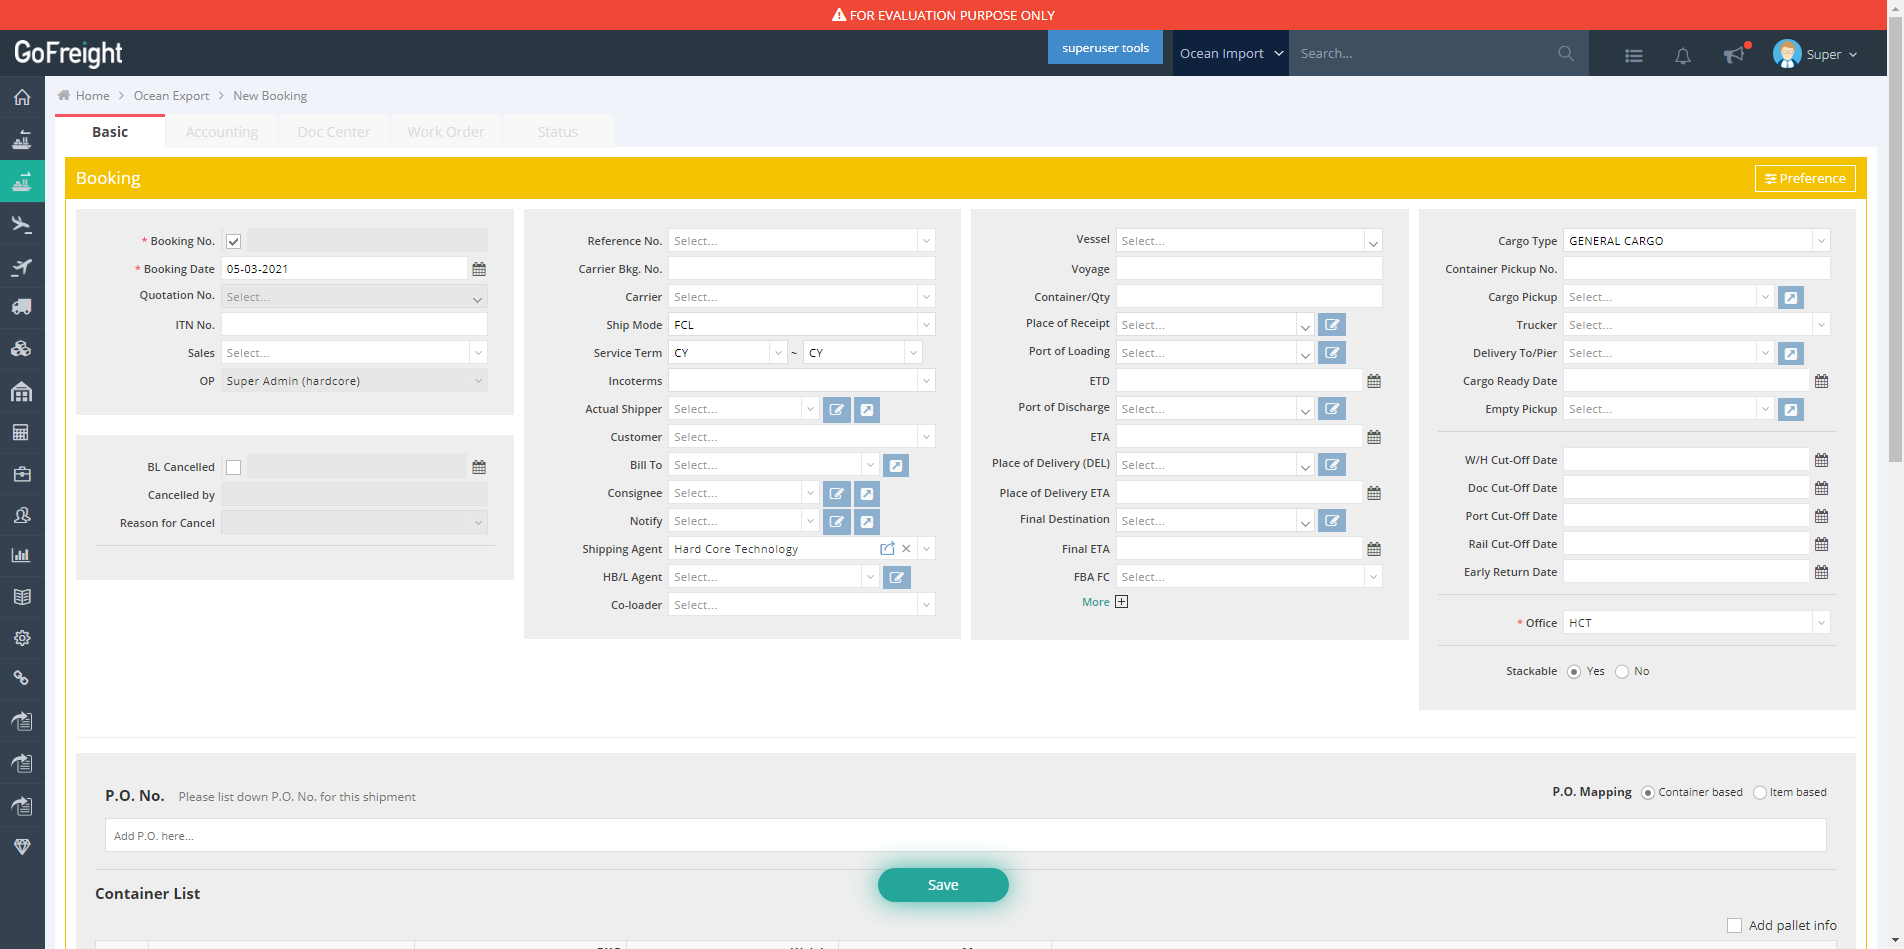 FOR EVALUATION PURPOSE ONLY
GoFreight
superuser tools
Ocean Import
Search...
Super
Home > Ocean Export > New Booking
Basic
Accounting
Doc Center
Work Order
Status
Booking
Preference
* Booking No.
* Booking Date 05-03-2021
Quotation No. Select...
ITN No.
Sales Select...
OP Super Admin (hardcore)
BL Cancelled
Cancelled by
Reason for Cancel
Reference No. Select...
Carrier Bkg. No.
Carrier Select...
Ship Mode FCL
Service Term CY ~ CY
Incoterms
Actual Shipper Select...
Customer Select...
Bill To Select...
Consignee Select...
Notify Select...
Shipping Agent Hard Core Technology
HB/L Agent Select...
Co-loader Select...
Vessel Select...
Voyage
Container/Qty
Place of Receipt Select...
Port of Loading Select...
ETD
Port of Discharge Select...
ETA
Place of Delivery (DEL) Select...
Place of Delivery ETA
Final Destination Select...
Final ETA
FBA FC Select...
More
Cargo Type GENERAL CARGO
Container Pickup No.
Cargo Pickup Select...
Trucker Select...
Delivery To/Pier Select...
Cargo Ready Date
Empty Pickup Select...
W/H Cut-Off Date
Doc Cut-Off Date
Port Cut-Off Date
Rail Cut-Off Date
Early Return Date
* Office HCT
Stackable Yes No
P.O. No. Please list down P.O. No. for this shipment
P.O. Mapping Container based Item based
Add P.O. here...
Save
Container List
Add pallet info